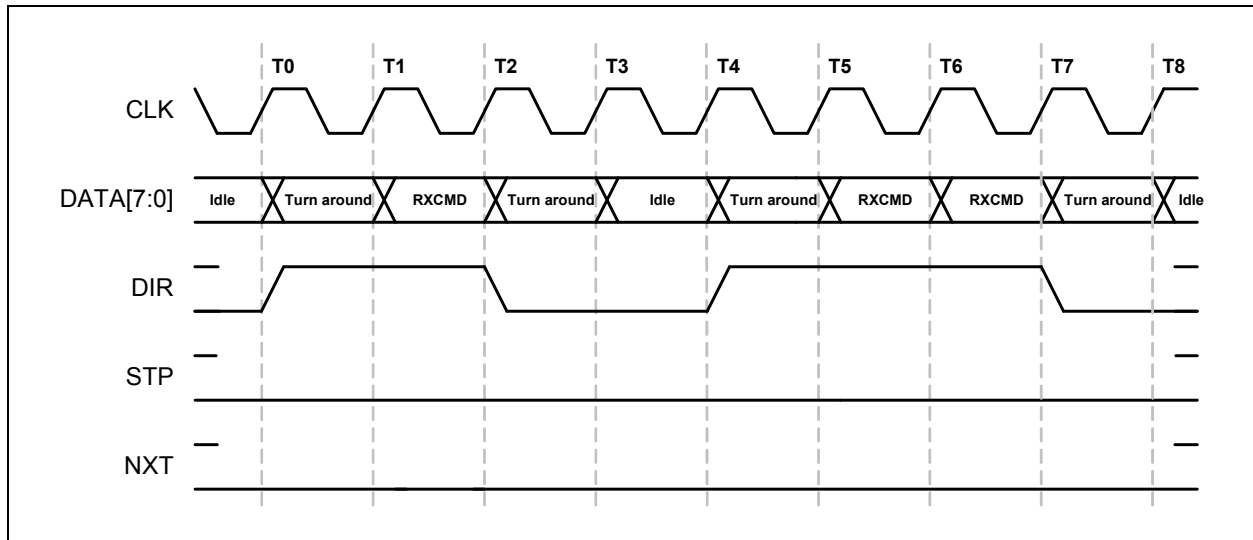 T0 T1 T2 T3 T4 T5 T6 T7 T8
CLK
DATA[7:0] Idle Turn around RXCMD Turn around Idle Turn around RXCMD RXCMD Turn around Idle
DIR
STP
NXT